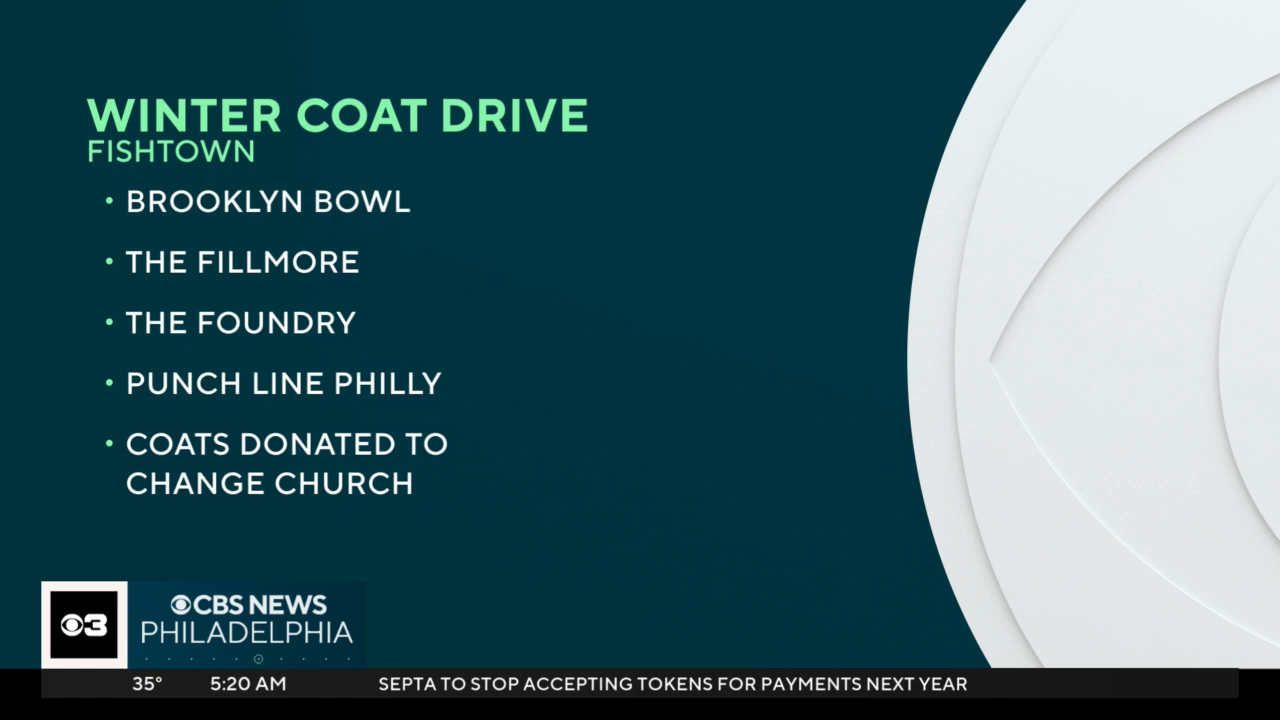 WINTER COAT DRIVE
FISHTOWN
• BROOKLYN BOWL
• THE FILLMORE
• THE FOUNDRY
• PUNCH LINE PHILLY
• COATS DONATED TO
CHANGE CHURCH
3
CBS NEWS
PHILADELPHIA
35° 5:20 AM SEPTA TO STOP ACCEPTING TOKENS FOR PAYMENTS NEXT YEAR